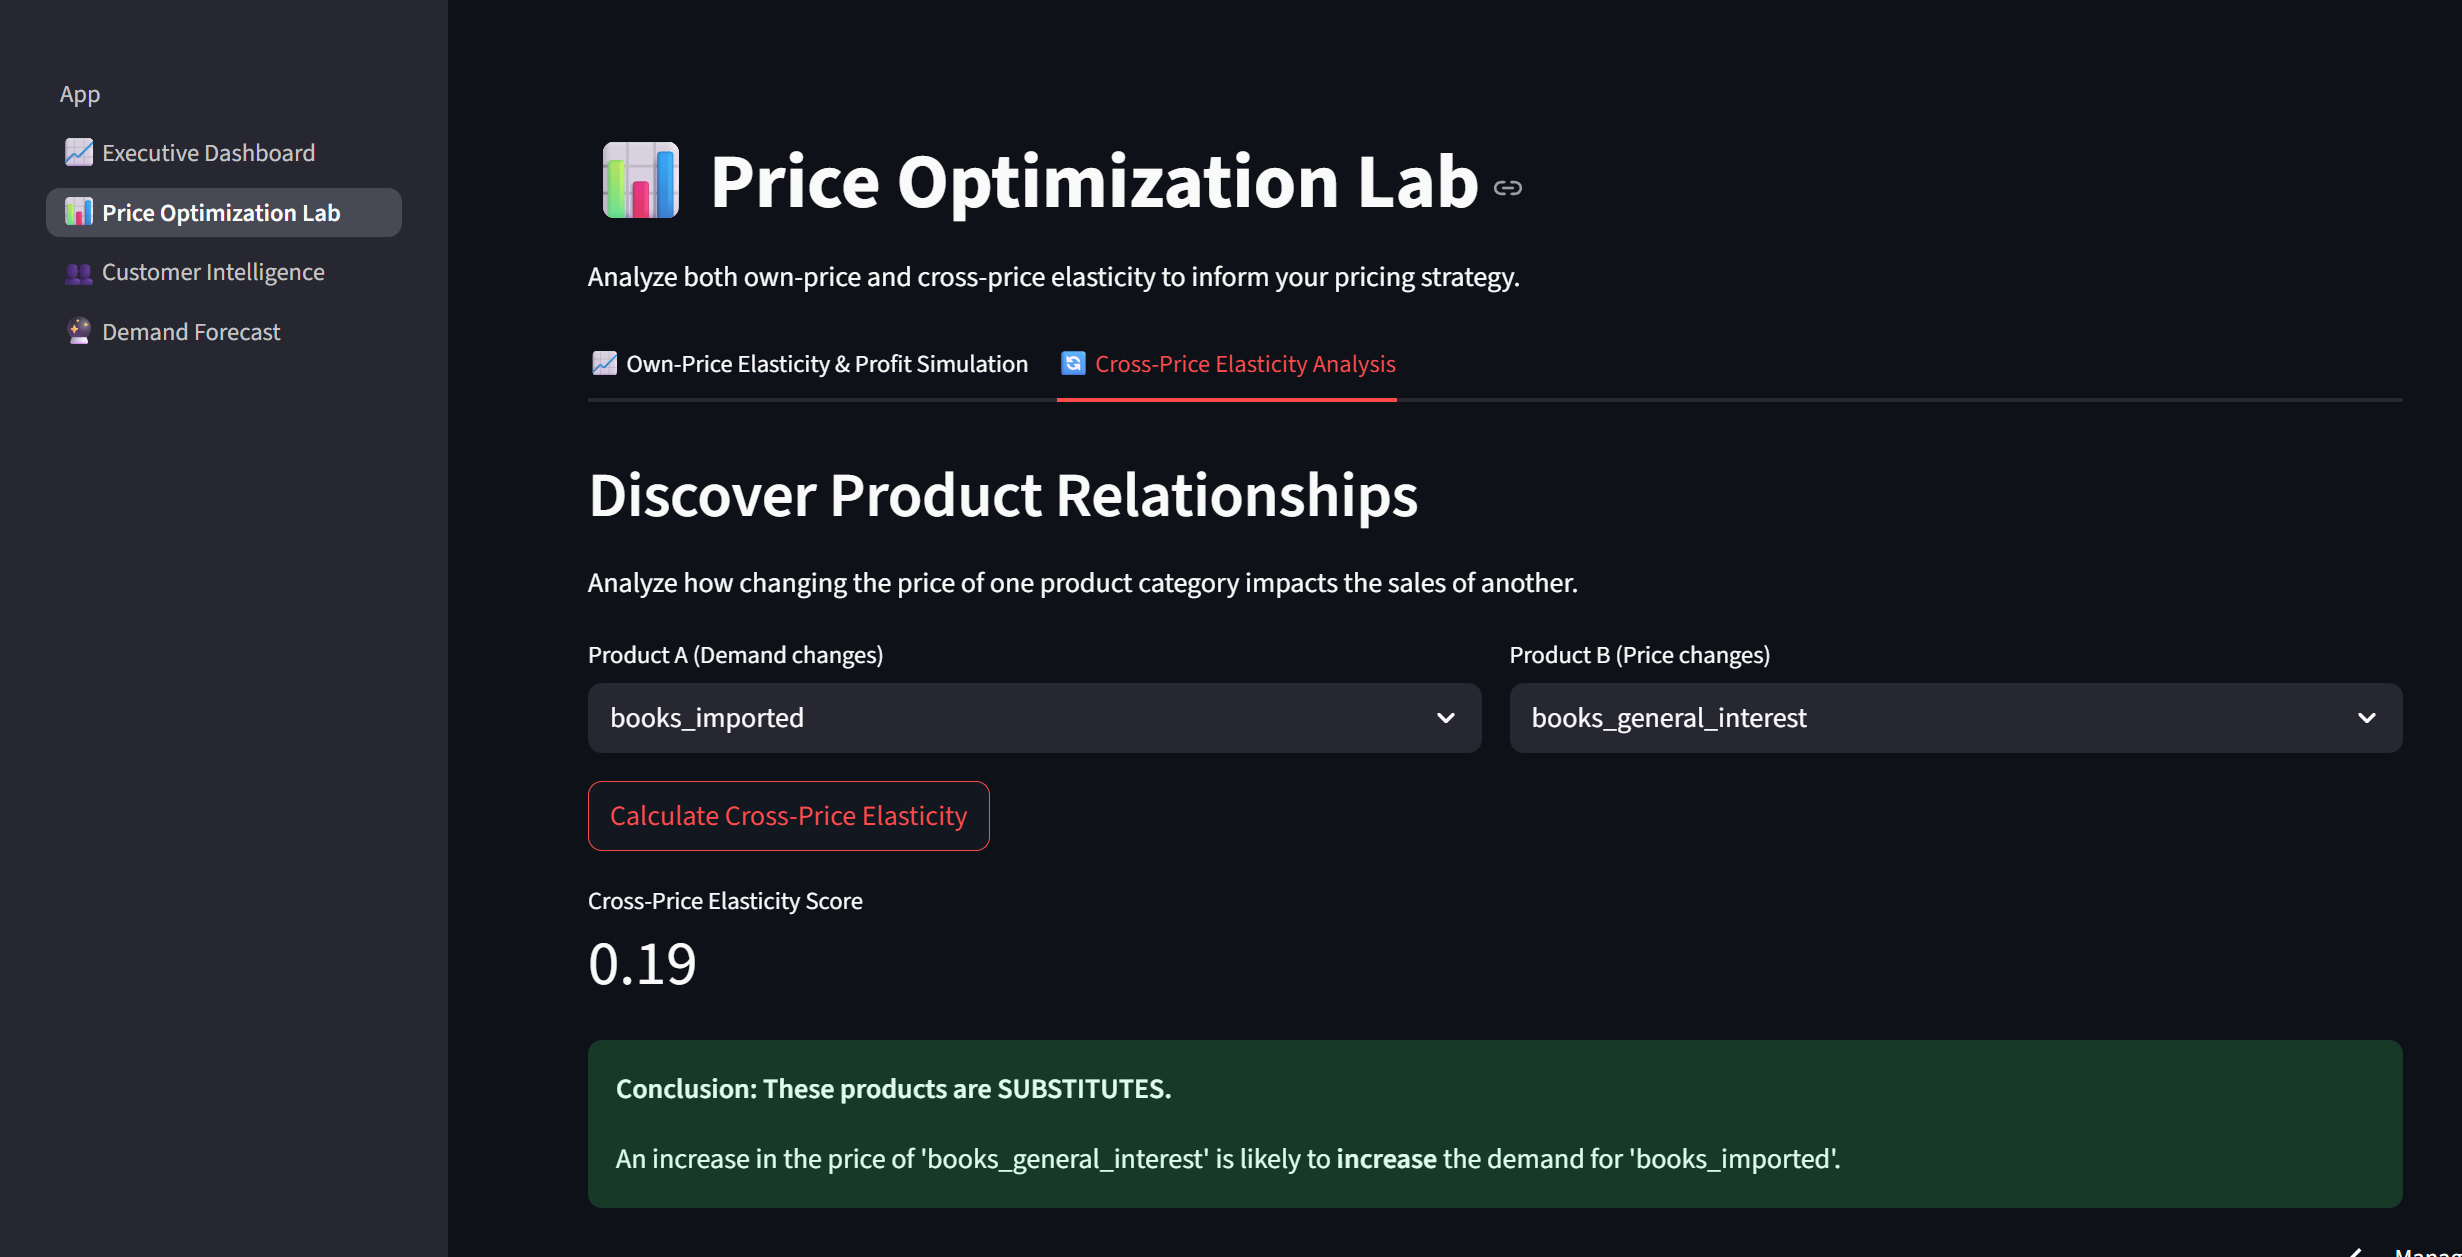 App
Executive Dashboard
Price Optimization Lab
Customer Intelligence
Demand Forecast
Price Optimization Lab
Analyze both own-price and cross-price elasticity to inform your pricing strategy.
Own-Price Elasticity & Profit Simulation
Cross-Price Elasticity Analysis
Discover Product Relationships
Analyze how changing the price of one product category impacts the sales of another.
Product A (Demand changes)
books_imported
Product B (Price changes)
books_general_interest
Calculate Cross-Price Elasticity
Cross-Price Elasticity Score
0.19
Conclusion: These products are SUBSTITUTES.
An increase in the price of 'books_general_interest' is likely to increase the demand for 'books_imported'.